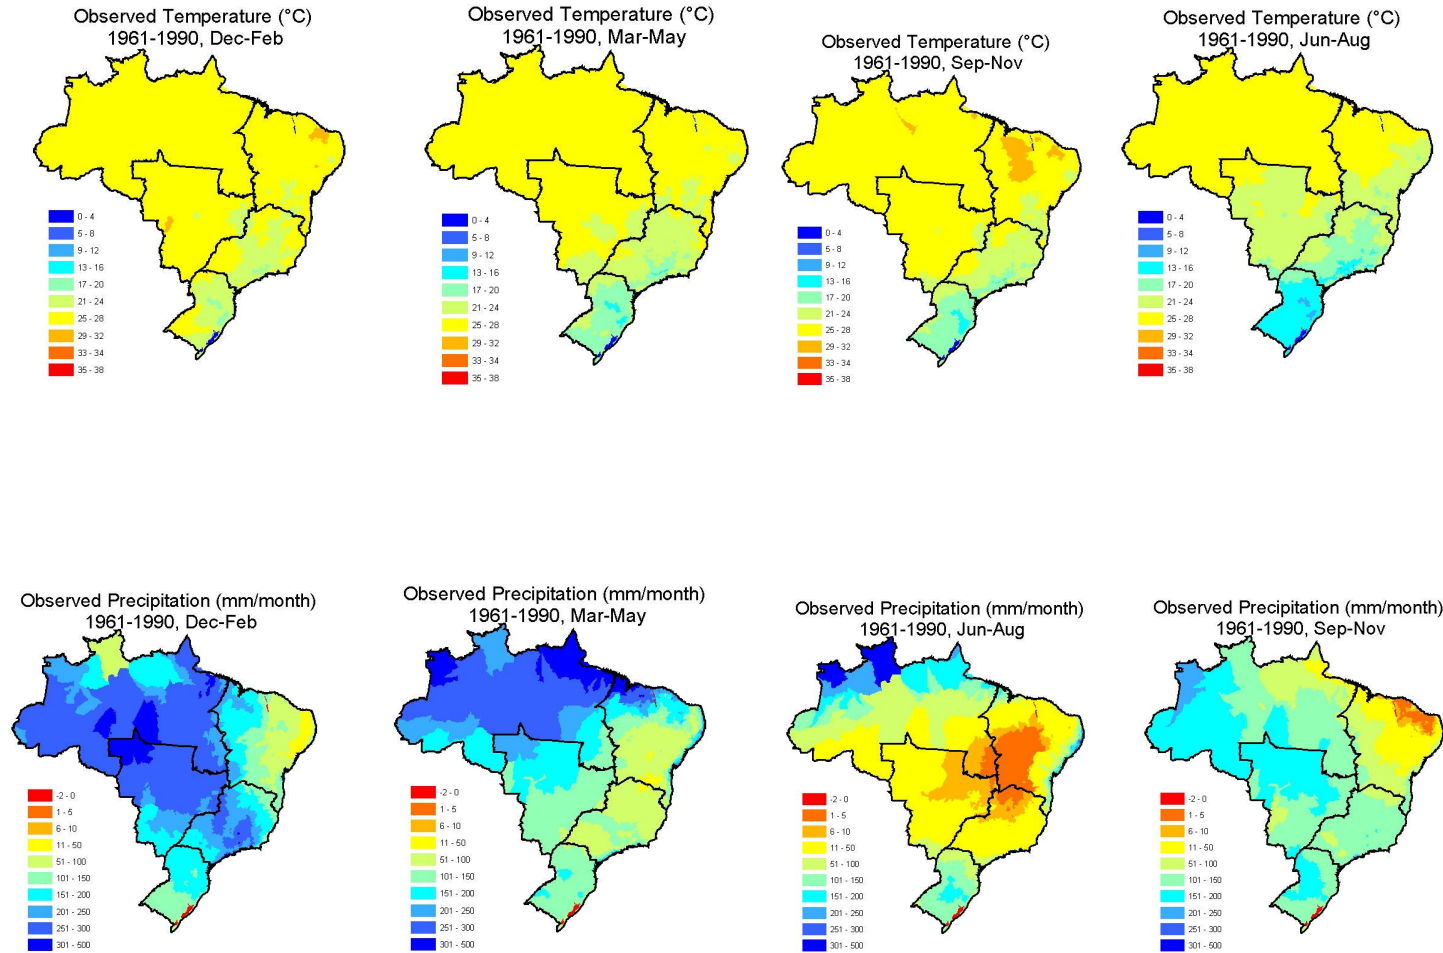 Observed Temperature (°C)
1961-1990, Dec-Feb
0 - 4
5 - 8
9 - 12
13 - 16
17 - 20
21 - 24
25 - 28
29 - 32
33 - 34
35 - 38
Observed Temperature (°C)
1961-1990, Mar-May
0 - 4
5 - 8
9 - 12
13 - 16
17 - 20
21 - 24
25 - 28
29 - 32
33 - 34
35 - 38
Observed Temperature (°C)
1961-1990, Sep-Nov
0 - 4
5 - 8
9 - 12
13 - 16
17 - 20
21 - 24
25 - 28
29 - 32
33 - 34
35 - 38
Observed Temperature (°C)
1961-1990, Jun-Aug
0 - 4
5 - 8
9 - 12
13 - 16
17 - 20
21 - 24
25 - 28
29 - 32
33 - 34
35 - 38
Observed Precipitation (mm/month)
1961-1990, Dec-Feb
-2 - 0
1 - 5
6 - 10
11 - 50
51 - 100
101 - 150
151 - 200
201 - 250
251 - 300
301 - 500
Observed Precipitation (mm/month)
1961-1990, Mar-May
-2 - 0
1 - 5
6 - 10
11 - 50
51 - 100
101 - 150
151 - 200
201 - 250
251 - 300
301 - 500
Observed Precipitation (mm/month)
1961-1990, Jun-Aug
-2 - 0
1 - 5
6 - 10
11 - 50
51 - 100
101 - 150
151 - 200
201 - 250
251 - 300
301 - 500
Observed Precipitation (mm/month)
1961-1990, Sep-Nov
-2 - 0
1 - 5
6 - 10
11 - 50
51 - 100
101 - 150
151 - 200
201 - 250
251 - 300
301 - 500